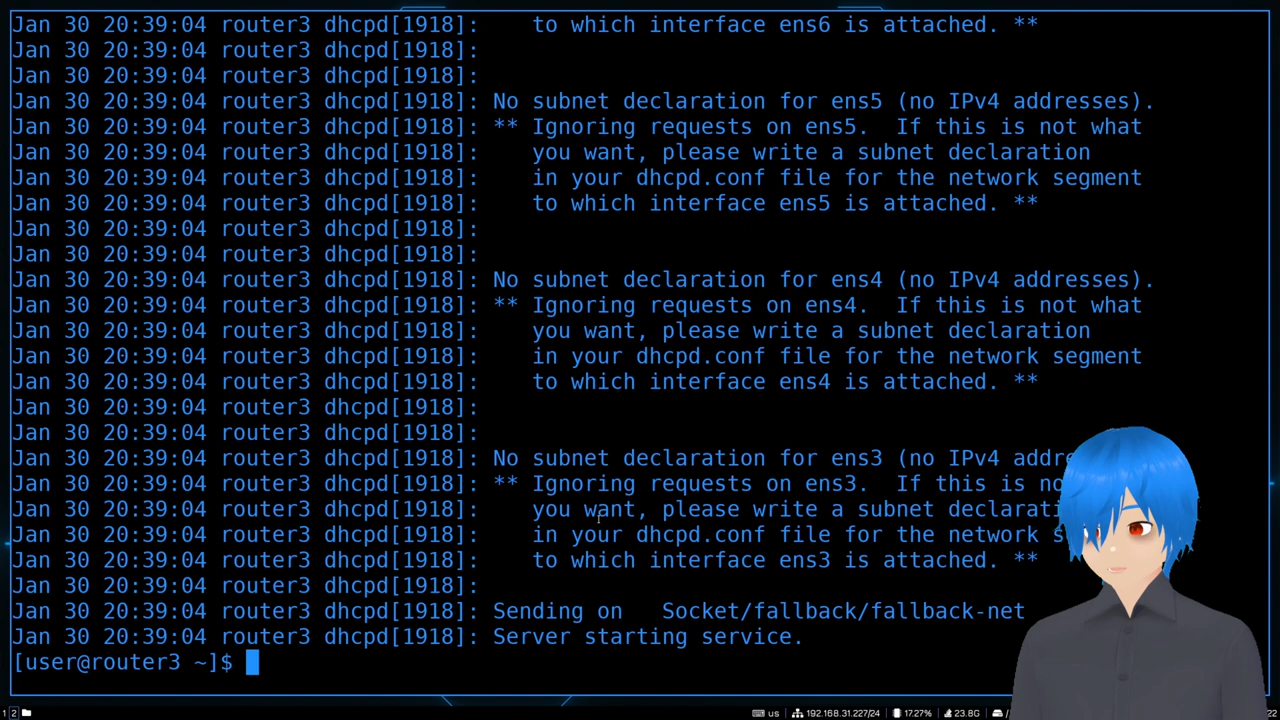 Jan 30 20:39:04 router3 dhcpd[1918]:    to which interface ens6 is attached. **
Jan 30 20:39:04 router3 dhcpd[1918]:
Jan 30 20:39:04 router3 dhcpd[1918]:
Jan 30 20:39:04 router3 dhcpd[1918]: No subnet declaration for ens5 (no IPv4 addresses).
Jan 30 20:39:04 router3 dhcpd[1918]: ** Ignoring requests on ens5.  If this is not what
Jan 30 20:39:04 router3 dhcpd[1918]:    you want, please write a subnet declaration
Jan 30 20:39:04 router3 dhcpd[1918]:    in your dhcpd.conf file for the network segment
Jan 30 20:39:04 router3 dhcpd[1918]:    to which interface ens5 is attached. **
Jan 30 20:39:04 router3 dhcpd[1918]:
Jan 30 20:39:04 router3 dhcpd[1918]:
Jan 30 20:39:04 router3 dhcpd[1918]: No subnet declaration for ens4 (no IPv4 addresses).
Jan 30 20:39:04 router3 dhcpd[1918]: ** Ignoring requests on ens4.  If this is not what
Jan 30 20:39:04 router3 dhcpd[1918]:    you want, please write a subnet declaration
Jan 30 20:39:04 router3 dhcpd[1918]:    in your dhcpd.conf file for the network segment
Jan 30 20:39:04 router3 dhcpd[1918]:    to which interface ens4 is attached. **
Jan 30 20:39:04 router3 dhcpd[1918]:
Jan 30 20:39:04 router3 dhcpd[1918]:
Jan 30 20:39:04 router3 dhcpd[1918]: No subnet declaration for ens3 (no IPv4 addre
Jan 30 20:39:04 router3 dhcpd[1918]: ** Ignoring requests on ens3.  If this is no
Jan 30 20:39:04 router3 dhcpd[1918]:    you want, please write a subnet declarati
Jan 30 20:39:04 router3 dhcpd[1918]:    in your dhcpd.conf file for the network s
Jan 30 20:39:04 router3 dhcpd[1918]:    to which interface ens3 is attached. **
Jan 30 20:39:04 router3 dhcpd[1918]:
Jan 30 20:39:04 router3 dhcpd[1918]: Sending on   Socket/fallback/fallback-net
Jan 30 20:39:04 router3 dhcpd[1918]: Server starting service.
[user@router3 ~]$
1 2 us 192.168.31.227/24 17.27% 23.8G / 22